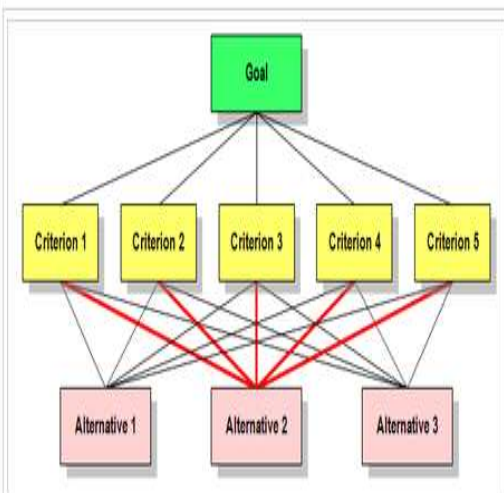 Goal
Criterion 1
Criterion 2
Criterion 3
Criterion 4
Criterion 5
Alternative 1
Alternative 2
Alternative 3